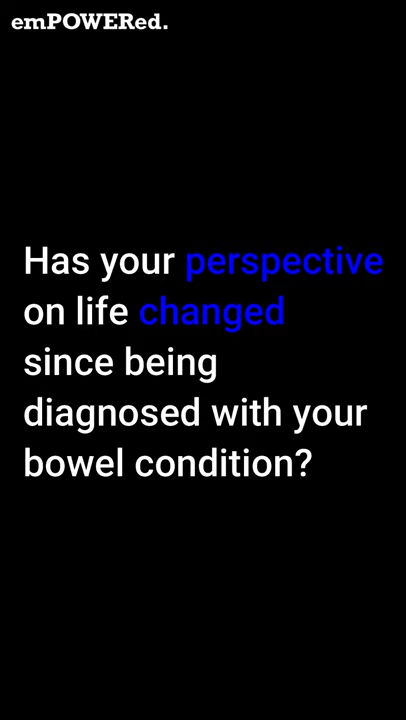 emPOWERed.
Has your perspective
on life changed
since being
diagnosed with your
bowel condition?